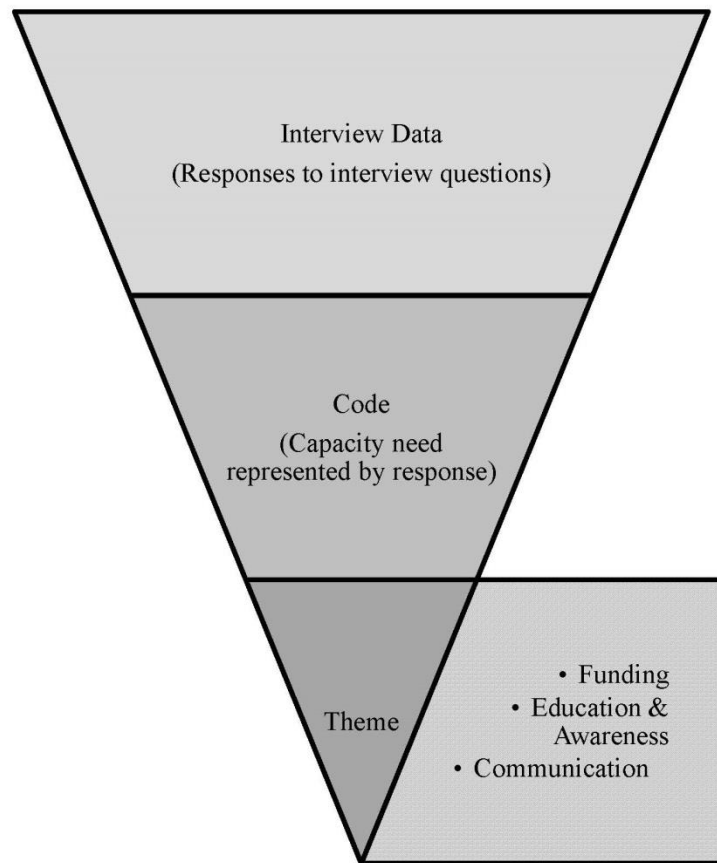 Interview Data
(Responses to interview questions)
Code
(Capacity need
represented by response)
Theme
• Funding
• Education &
Awareness
• Communication